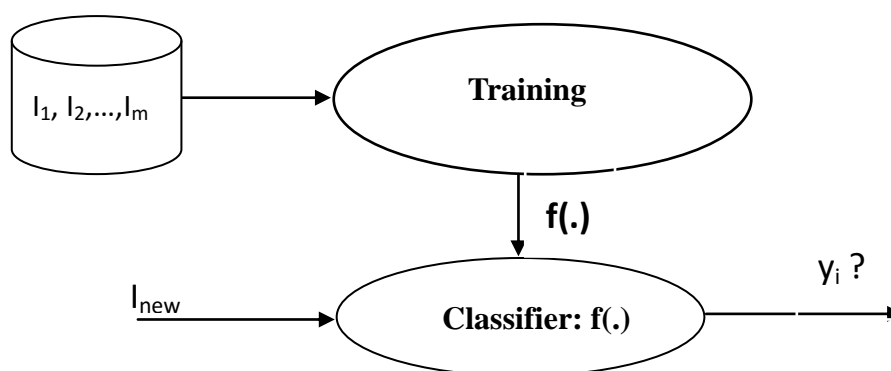 Training
I₁, I₂,...,Iₘ
f(.)
yᵢ ?
Iₙₑw
Classifier: f(.)